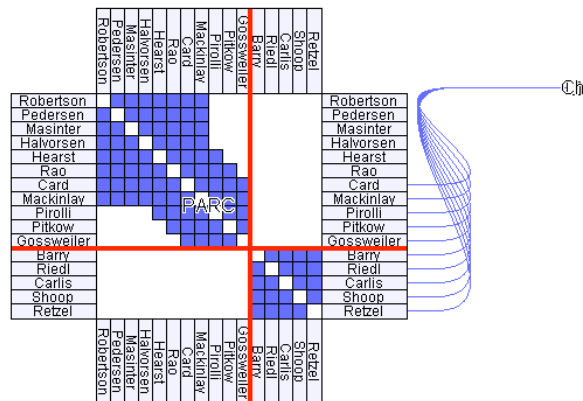 Robertson
Pedersen
Masinter
Halvorsen
Hearst
Rao
Card
Mackinlay
Pirolli
Pitkow
Gossweiler
Barry
Riedl
Carlis
Shoop
Retzel
Robertson
Pedersen
Masinter
Halvorsen
Hearst
Rao
Card
Mackinlay
Pirolli
Pitkow
Gossweiler
Barry
Riedl
Carlis
Shoop
Retzel
PARC
Robertson
Pedersen
Masinter
Halvorsen
Hearst
Rao
Card
Mackinlay
Pirolli
Pitkow
Gossweiler
Barry
Riedl
Carlis
Shoop
Retzel
Robertson
Pedersen
Masinter
Halvorsen
Hearst
Rao
Card
Mackinlay
Pirolli
Pitkow
Gossweiler
Barry
Riedl
Carlis
Shoop
Retzel